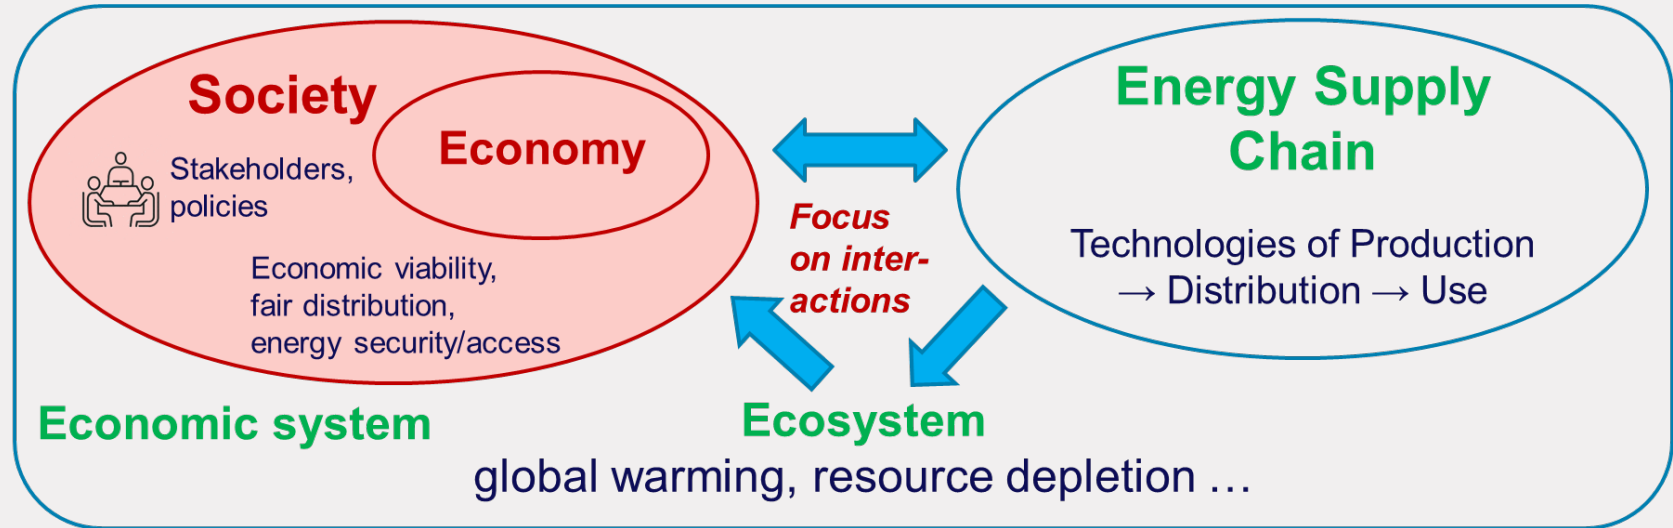 Society
Economy
Stakeholders,
policies
Economic viability,
fair distribution,
energy security/access
Economic system
Focus
on inter-
actions
Energy Supply
Chain
Technologies of Production
→ Distribution → Use
Ecosystem
global warming, resource depletion …